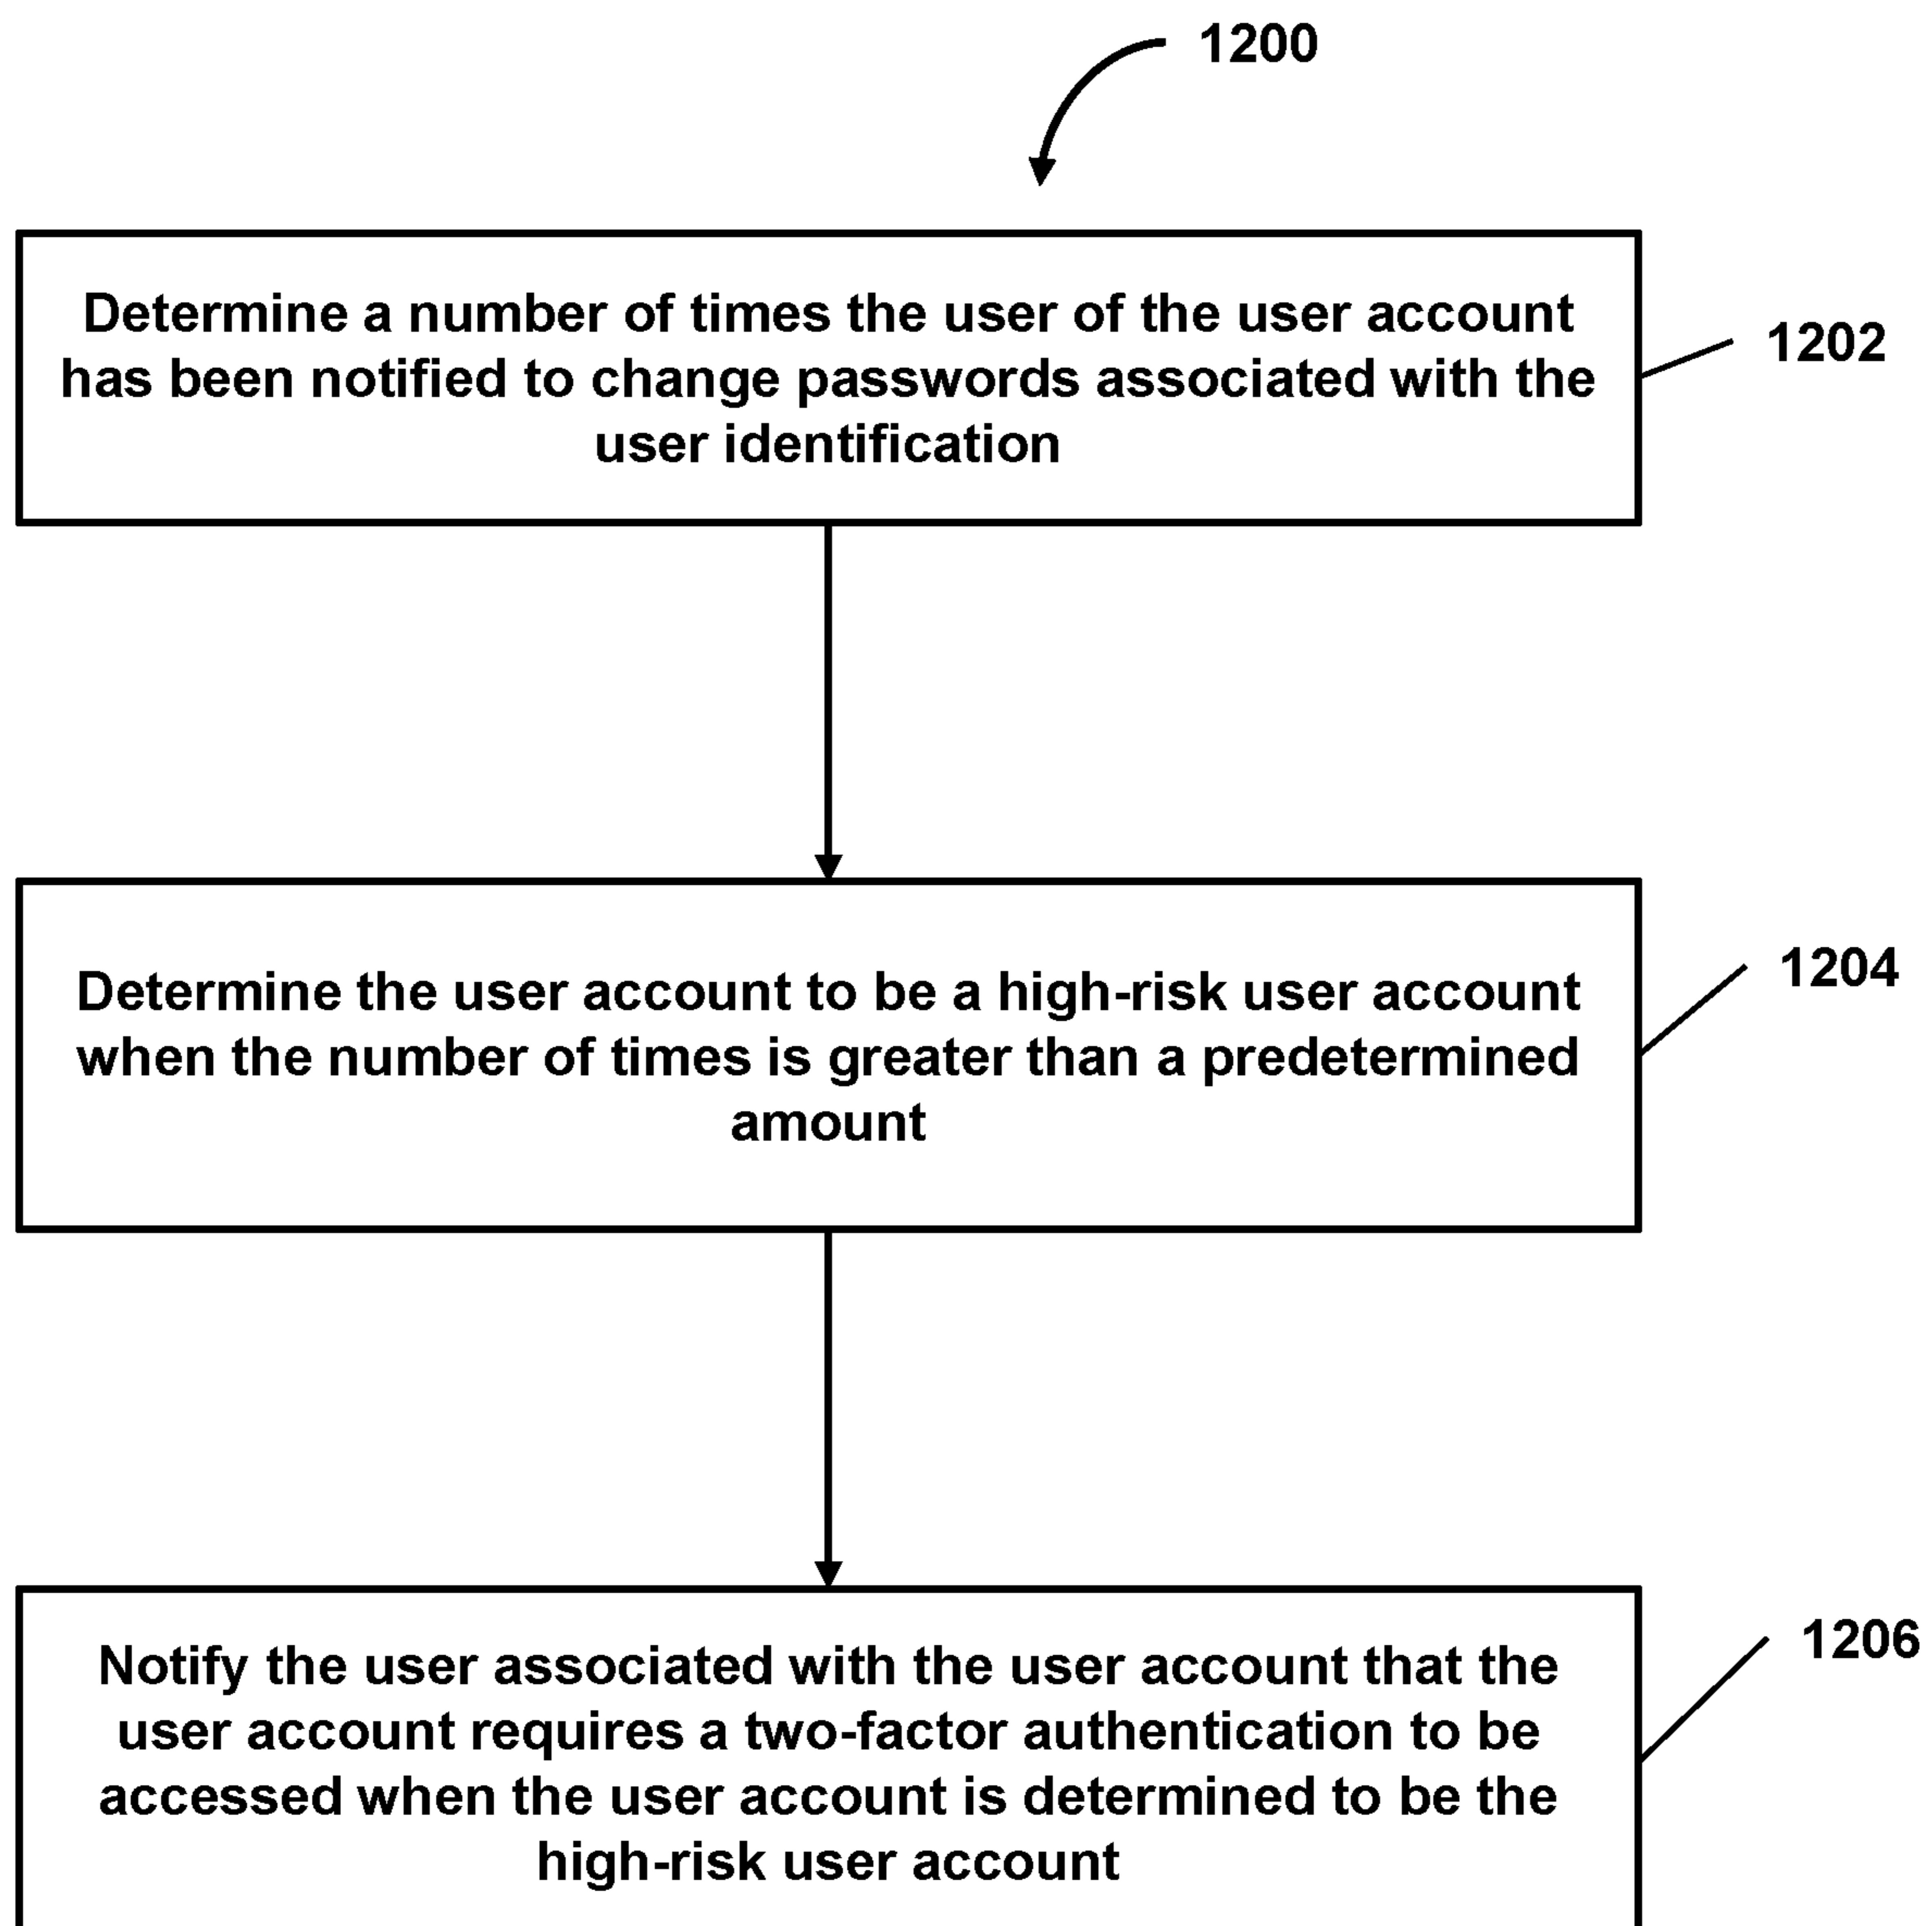 1200
Determine a number of times the user of the user account
has been notified to change passwords associated with the
user identification
1202
Determine the user account to be a high-risk user account
when the number of times is greater than a predetermined
amount
1204
Notify the user associated with the user account that the
user account requires a two-factor authentication to be
accessed when the user account is determined to be the
high-risk user account
1206